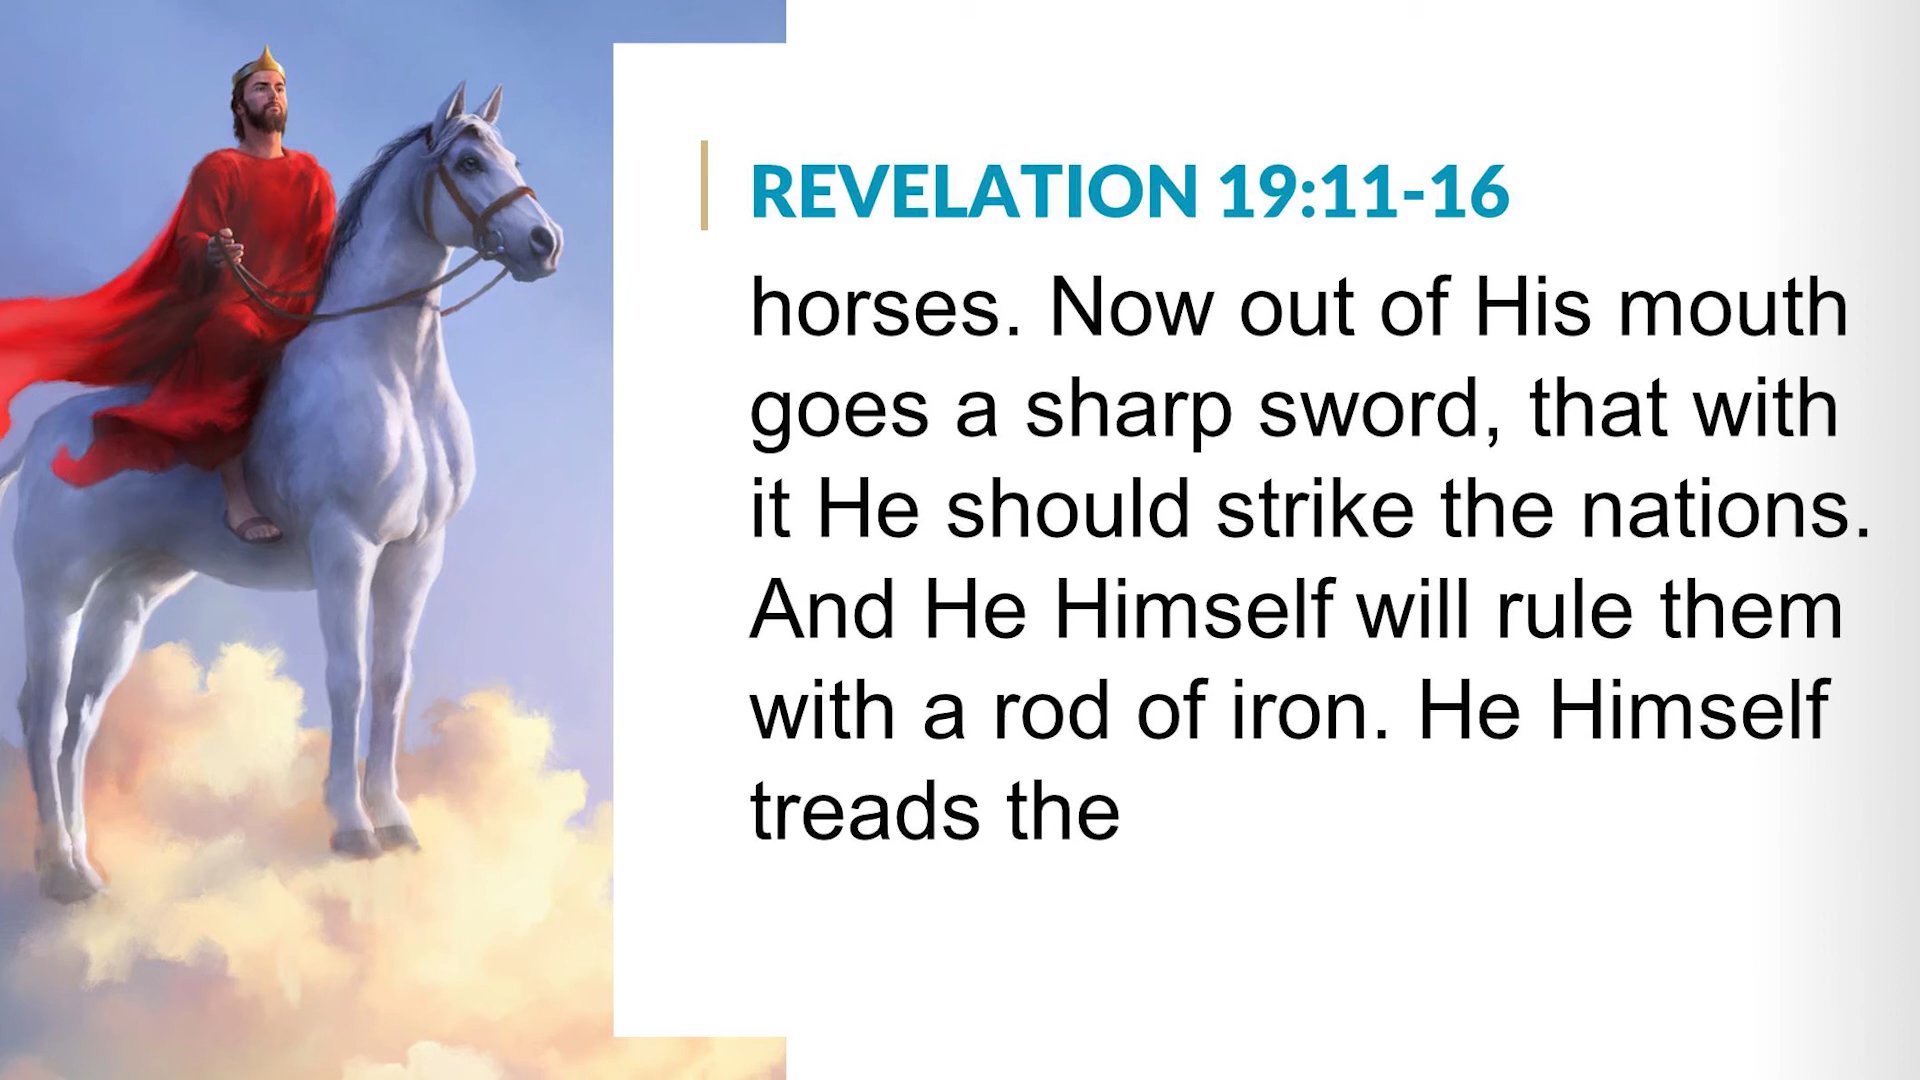 REVELATION 19:11-16
horses. Now out of His mouth
goes a sharp sword, that with
it He should strike the nations.
And He Himself will rule them
with a rod of iron. He Himself
treads the